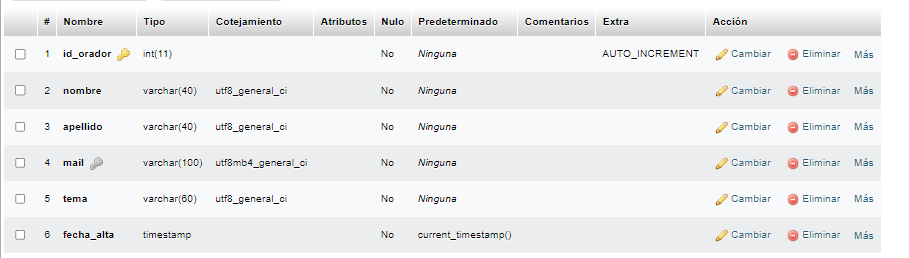 # Nombre Tipo Cotejamiento Atributos Nulo Predeterminado Comentarios Extra Acción
1 id_orador int(11) No Ninguna AUTO_INCREMENT Cambiar Eliminar Más
2 nombre varchar(40) utf8_general_ci No Ninguna Cambiar Eliminar Más
3 apellido varchar(40) utf8_general_ci No Ninguna Cambiar Eliminar Más
4 mail varchar(100) utf8mb4_general_ci No Ninguna Cambiar Eliminar Más
5 tema varchar(60) utf8_general_ci No Ninguna Cambiar Eliminar Más
6 fecha_alta timestamp No current_timestamp() Cambiar Eliminar Más